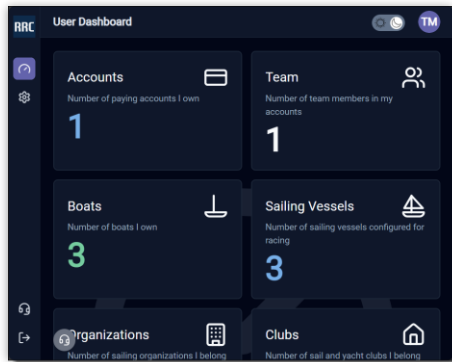 RRC
User Dashboard
TM
Accounts
Number of paying accounts I own
1
Team
Number of team members in my
accounts
1
Boats
Number of boats I own
3
Sailing Vessels
Number of sailing vessels configured for
racing
3
Organizations
Number of sailing organizations I belong
Clubs
Number of sail and yacht clubs I belong